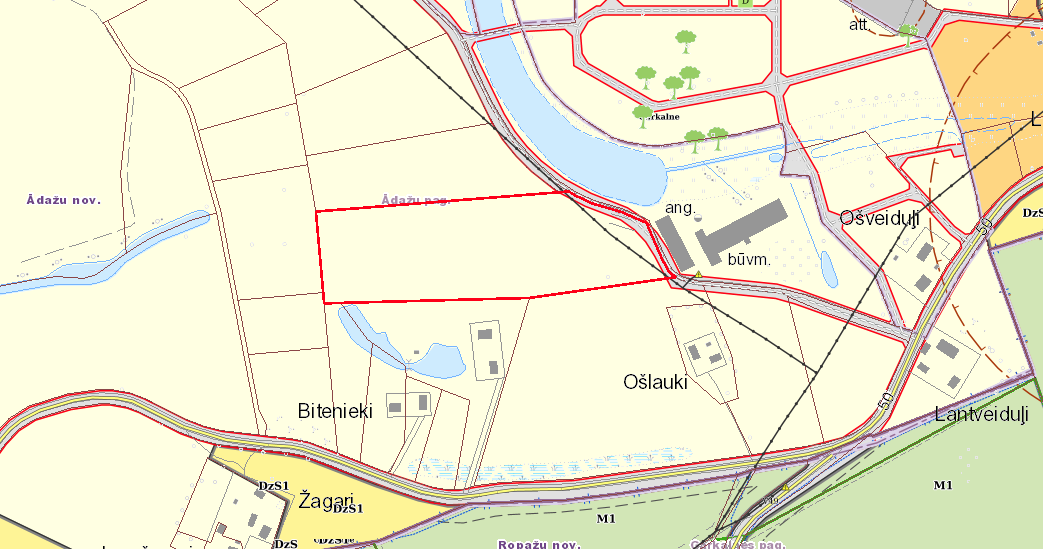 D
att
Ādažu nov.
Ādažu pag.
ang.
Ošveiduļi
50
DzS
būvm.
Ošlauki
Bitenieki
50
Lantveiduļi
DzS1
Žagari
DzS1
M1
M1
DzS
Ropažu nov.